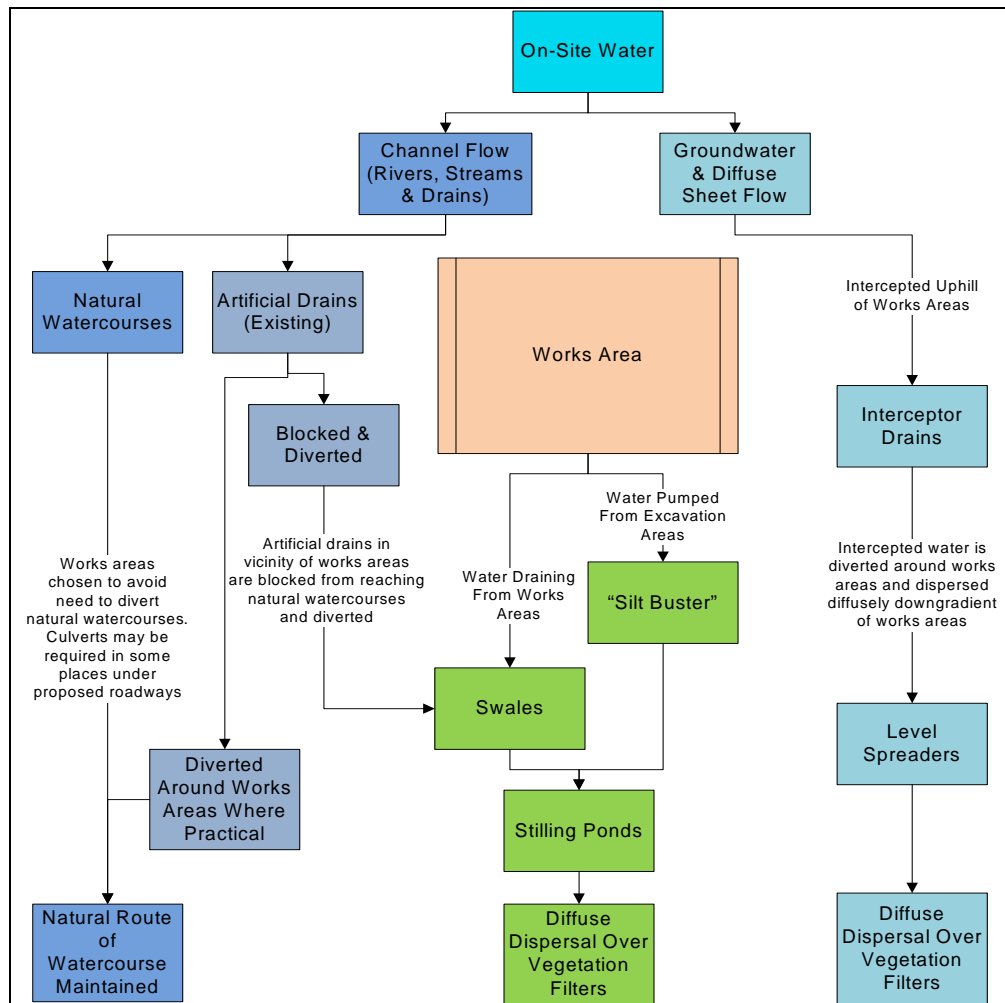 On-Site Water
Channel Flow
(Rivers, Streams
& Drains)
Groundwater
& Diffuse
Sheet Flow
Natural
Watercourses
Artificial Drains
(Existing)
Works Area
Intercepted Uphill
of Works Areas
Blocked &
Diverted
Interceptor
Drains
Water Pumped
From Excavation
Areas
Works areas
chosen to avoid
need to divert
natural watercourses.
Culverts may be
required in some
places under
proposed roadways
Artificial drains in
vicinity of works areas
are blocked from reaching
natural watercourses
and diverted
Water Draining
From Works
Areas
“Silt Buster”
Intercepted water is
diverted around works
areas and dispersed
diffusely downgradient
of works areas
Swales
Level
Spreaders
Diverted
Around Works
Areas Where
Practical
Stilling Ponds
Natural Route
of
Watercourse
Maintained
Diffuse
Dispersal Over
Vegetation
Filters
Diffuse
Dispersal Over
Vegetation
Filters